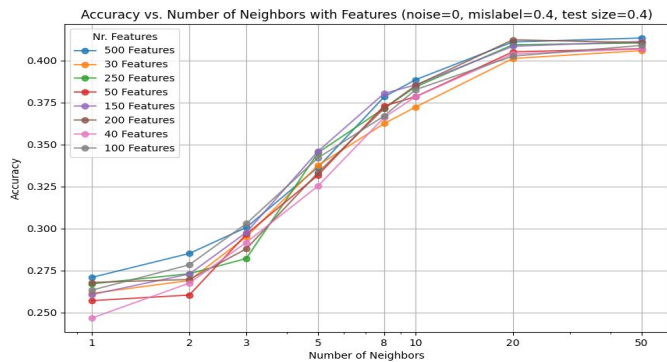 Accuracy vs. Number of Neighbors with Features (noise=0, mislabel=0.4, test size=0.4)
Nr. Features
500 Features
30 Features
250 Features
50 Features
150 Features
200 Features
40 Features
100 Features
Accuracy
0.400
0.375
0.350
0.325
0.300
0.275
0.250
1 2 3 5 8 10 20 50
Number of Neighbors